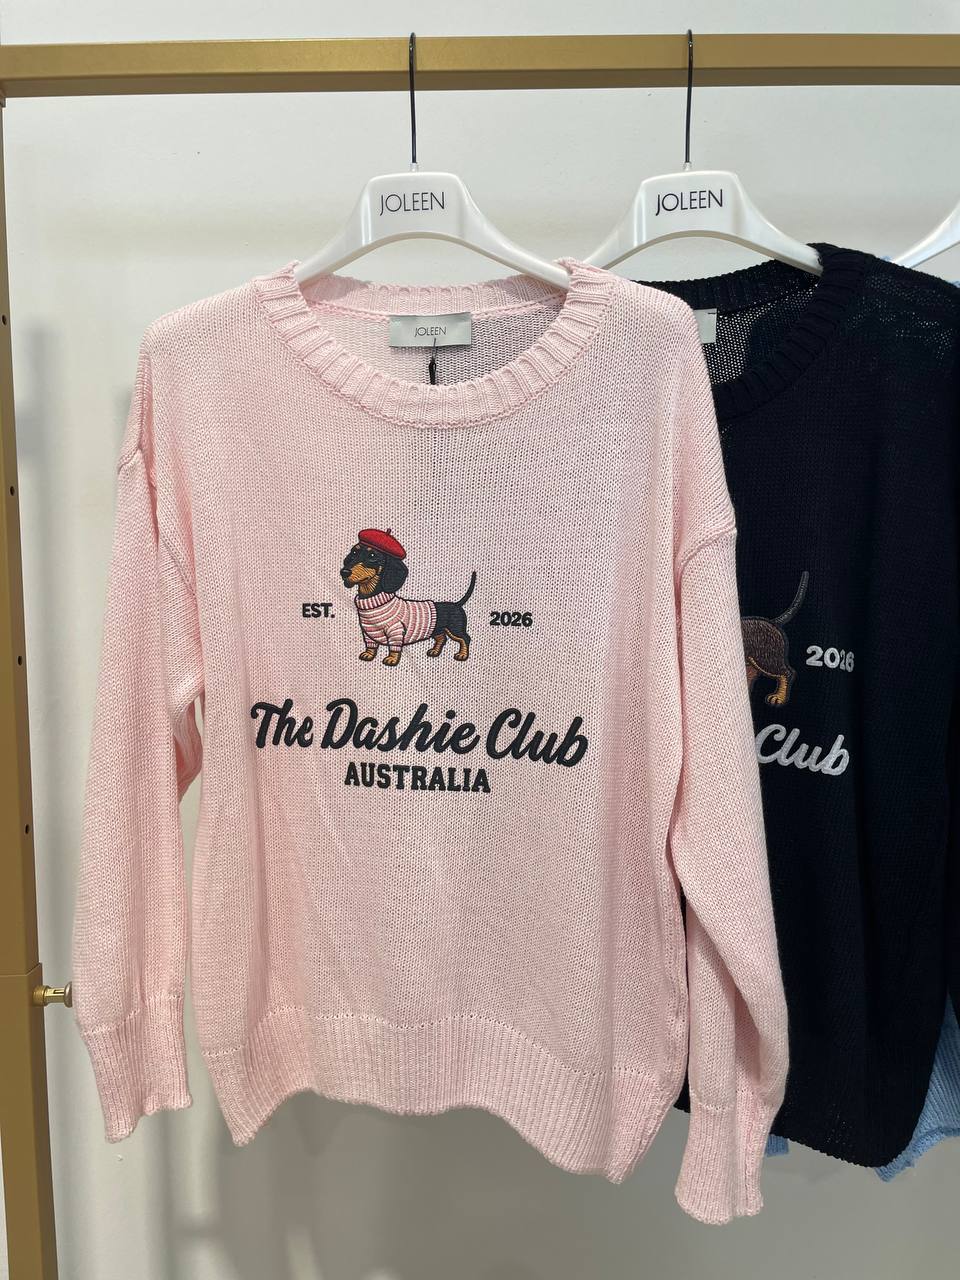 JOLEEN
JOLEEN
JOLEEN
EST.
2026
The Dashie Club
AUSTRALIA
2026
Club